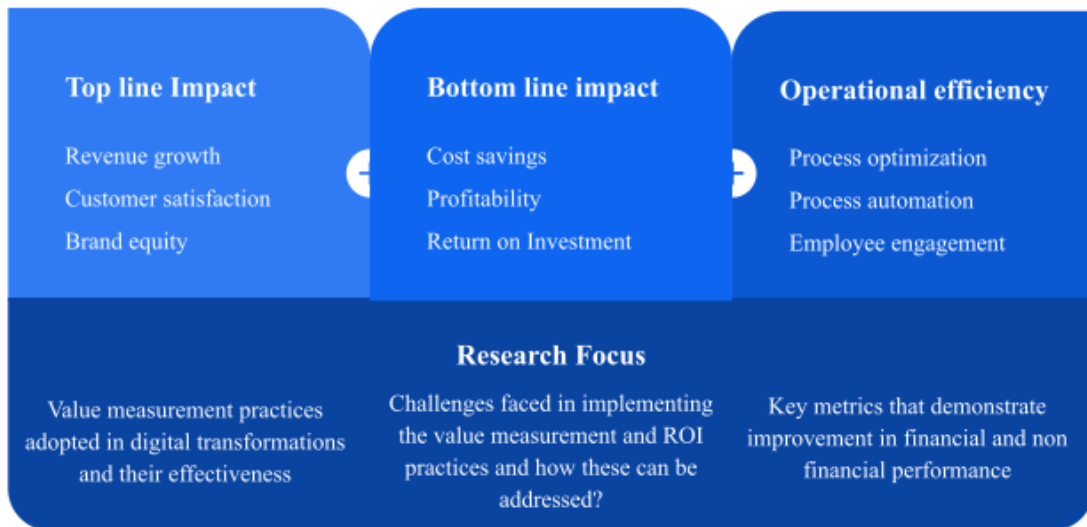 Top line Impact
Revenue growth
Customer satisfaction
Brand equity
Bottom line impact
Cost savings
Profitability
Return on Investment
Operational efficiency
Process optimization
Process automation
Employee engagement
Research Focus
Value measurement practices
adopted in digital transformations
and their effectiveness
Challenges faced in implementing
the value measurement and ROI
practices and how these can be
addressed?
Key metrics that demonstrate
improvement in financial and non
financial performance